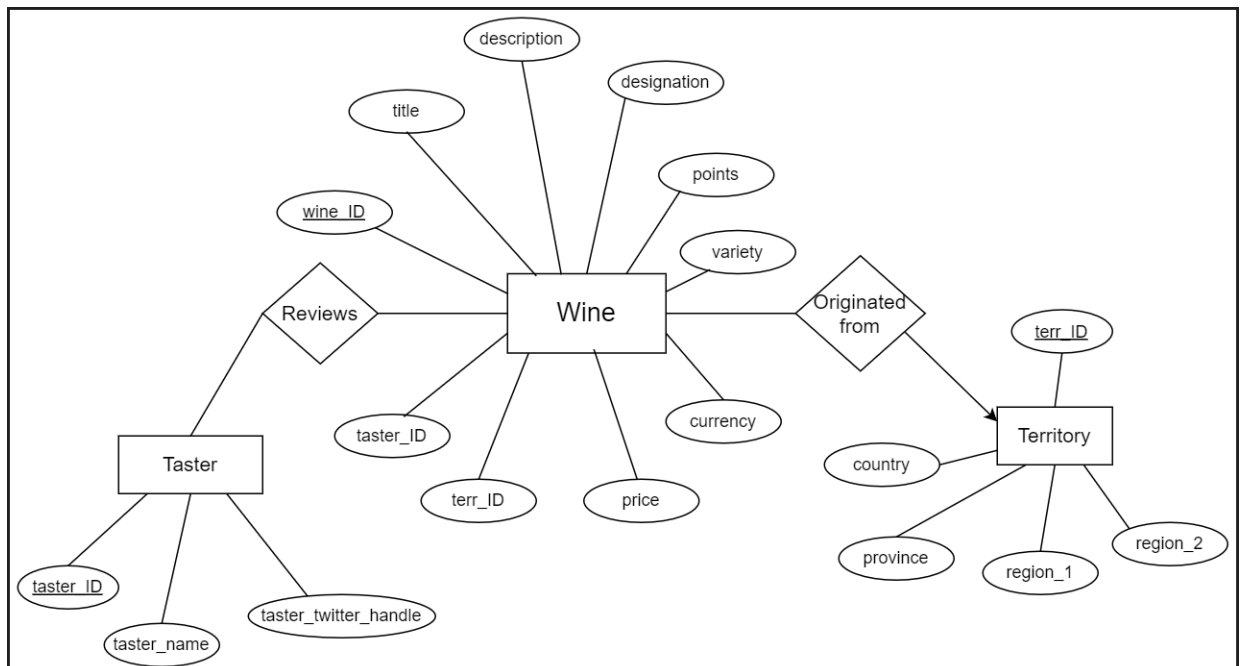 description
designation
title
points
wine_ID
variety
Reviews
Wine
Originated
from
terr_ID
taster_ID
currency
Taster
Territory
country
terr_ID
price
province
region_1
region_2
taster_ID
taster_name
taster_twitter_handle